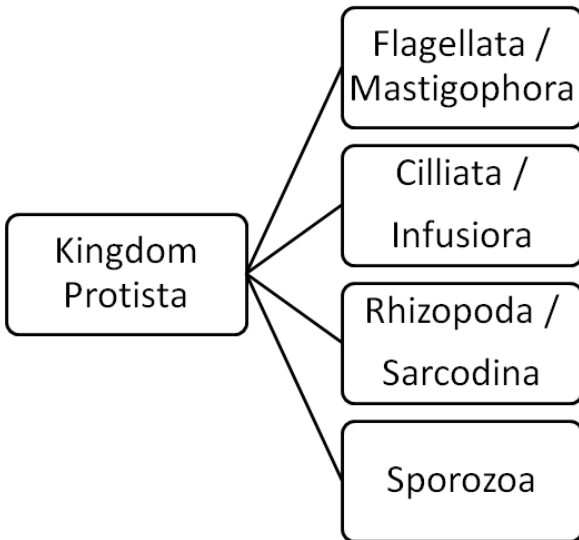 Kingdom
Protista
Flagellata /
Mastigophora
Cilliata /
Infusiora
Rhizopoda /
Sarcodina
Sporozoa